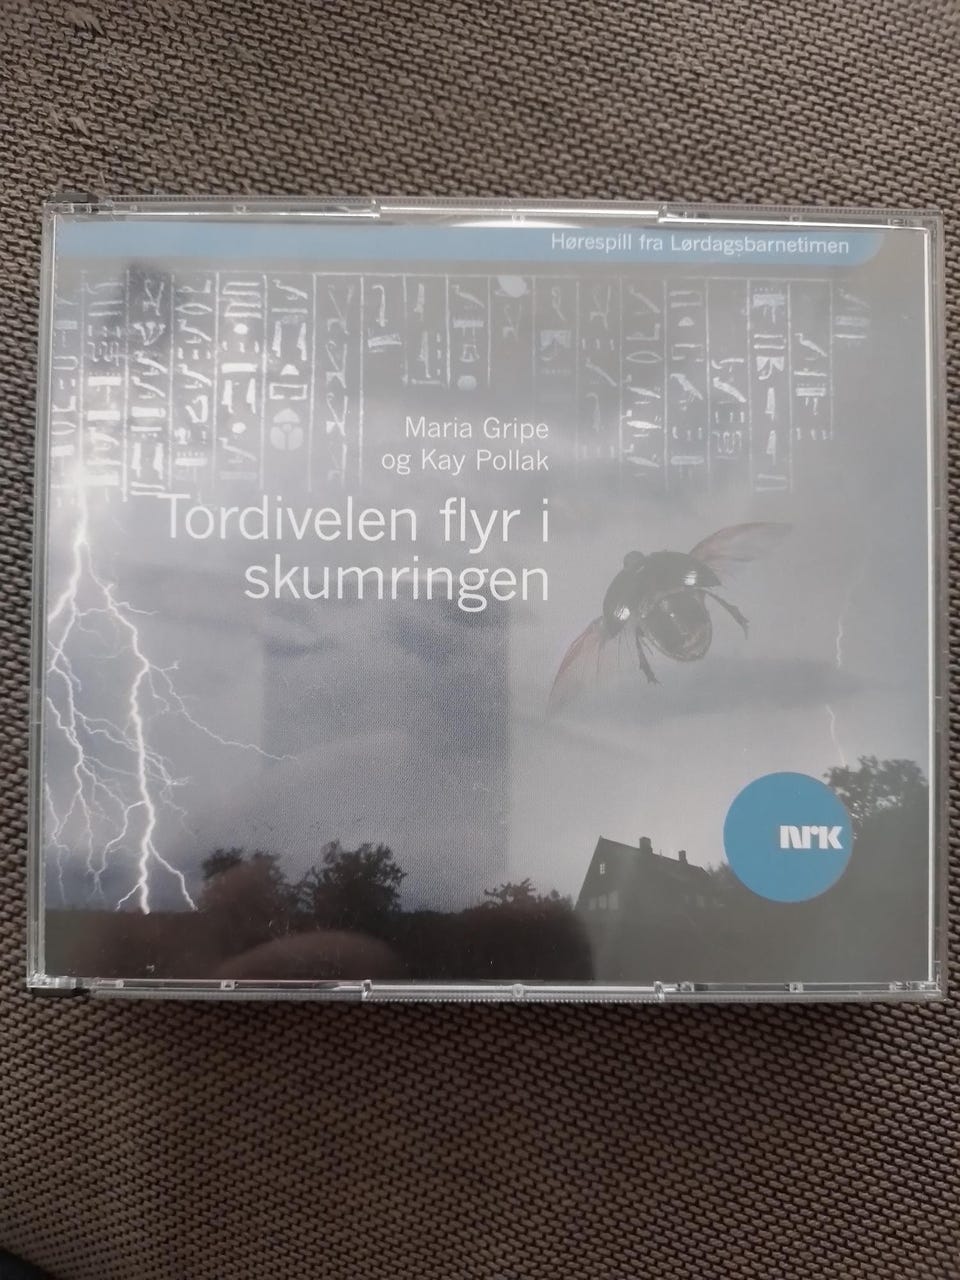 Hørespill fra Lørdagsbarnetimen
Maria Gripe
og Kay Pollak
Tordivelen flyr i
skumringen
NRK